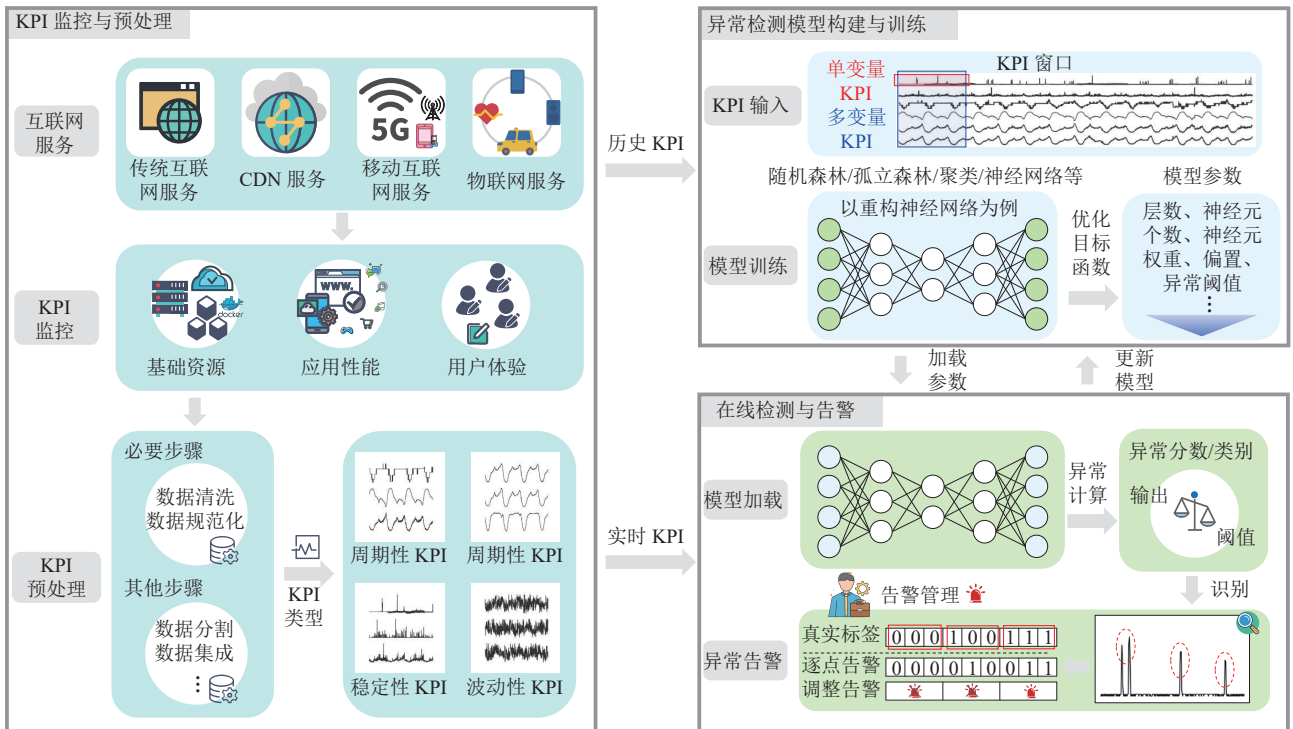 KPI 监控与预处理
互联网
服务
传统互联
网服务
CDN 服务
5G
移动互联
网服务
物联网服务
KPI
监控
docker
基础资源
WWW.
应用性能
用户体验
KPI
预处理
必要步骤
数据清洗
数据规范化
其他步骤
数据分割
数据集成
⋮
KPI
类型
周期性 KPI
周期性 KPI
稳定性 KPI
波动性 KPI
历史 KPI
实时 KPI
异常检测模型构建与训练
KPI 输入
单变量
KPI
多变量
KPI
KPI 窗口
随机森林/孤立森林/聚类/神经网络等
模型参数
模型训练
以重构神经网络为例
优化
目标
函数
层数、神经元
个数、神经元
权重、偏置、
异常阈值
⋮
加载
参数
更新
模型
在线检测与告警
模型加载
异常
计算
异常分数/类别
输出
阈值
识别
告警管理
异常告警
真实标签 0 0 0 1 0 0 1 1 1
逐点告警 0 0 0 0 1 0 0 1 1
调整告警